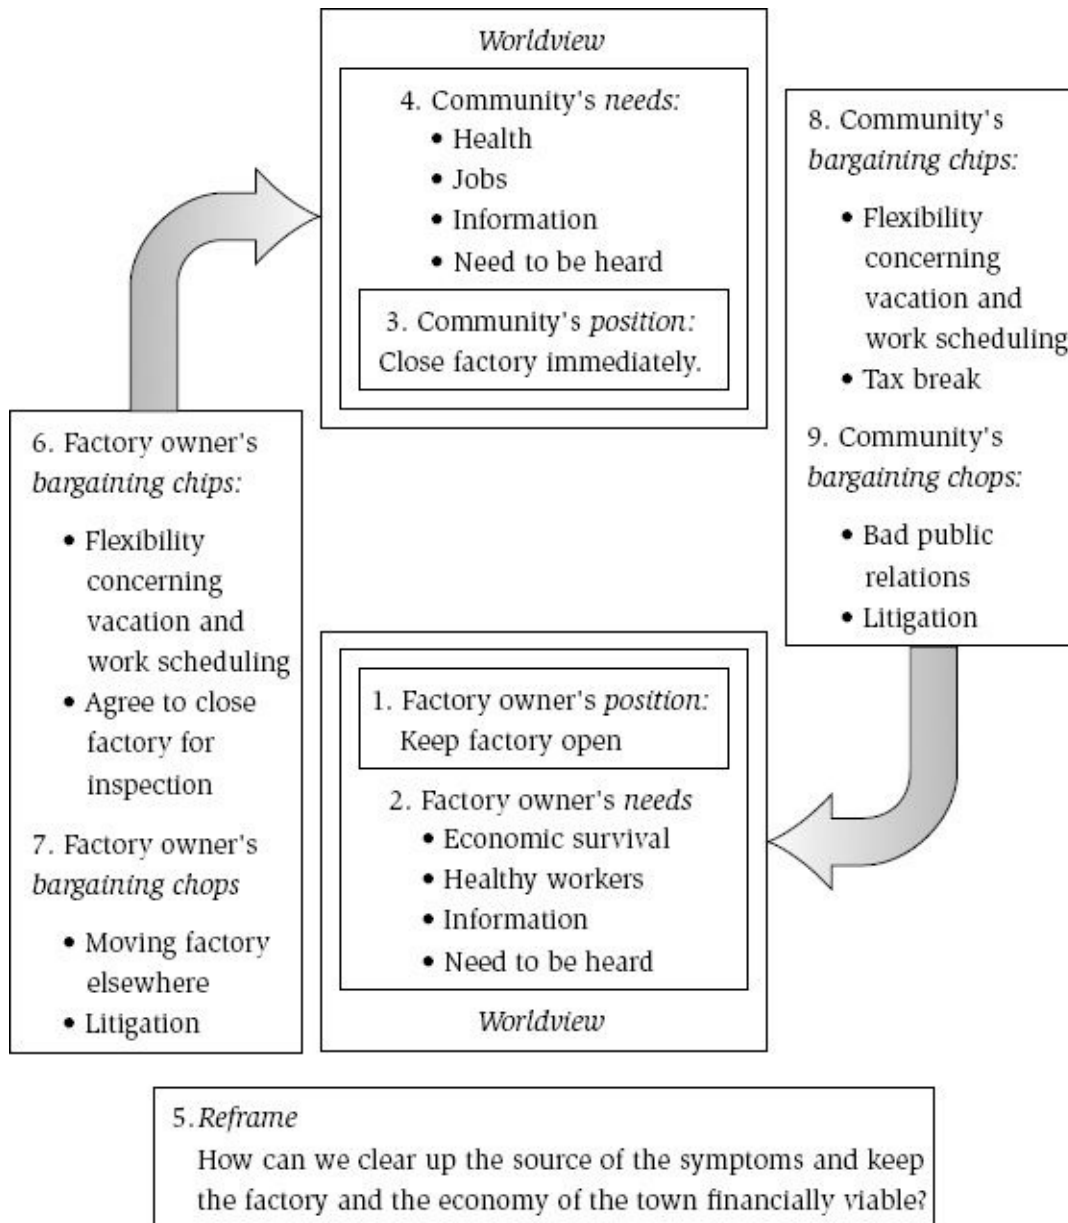 Worldview
4. Community's needs:
• Health
• Jobs
• Information
• Need to be heard
3. Community's position:
Close factory immediately.
8. Community's
bargaining chips:
• Flexibility
concerning
vacation and
work scheduling
• Tax break
9. Community's
bargaining chops:
• Bad public
relations
• Litigation
6. Factory owner's
bargaining chips:
• Flexibility
concerning
vacation and
work scheduling
• Agree to close
factory for
inspection
7. Factory owner's
bargaining chops
• Moving factory
elsewhere
• Litigation
1. Factory owner's position:
Keep factory open
2. Factory owner's needs
• Economic survival
• Healthy workers
• Information
• Need to be heard
Worldview
5. Reframe
How can we clear up the source of the symptoms and keep
the factory and the economy of the town financially viable?